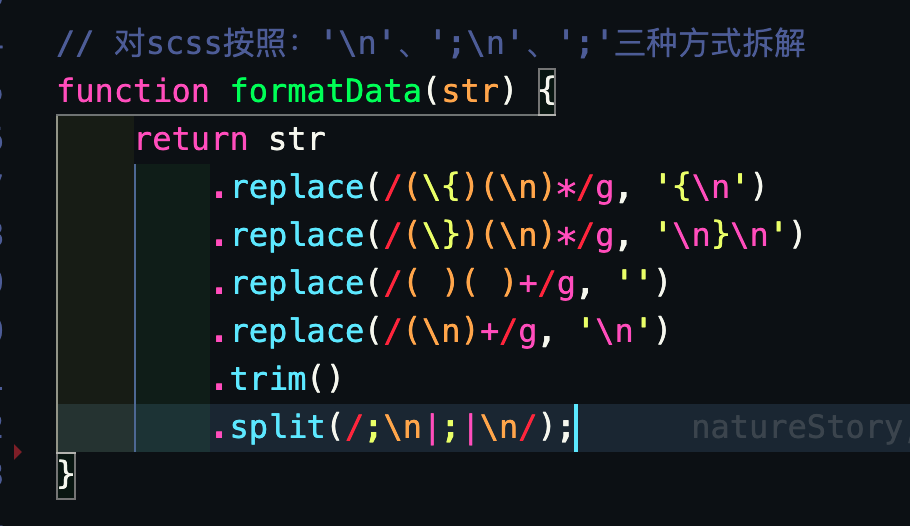 // 对scss按照：'\n'、';\n'、';'三种方式拆解
function formatData(str) {
return str
.replace(/(\{)(\n)*/g, '{\n')
.replace(/(\})(\n)*/g, '\n}\n')
.replace(/( )( )+/g, '')
.replace(/(\n)+/g, '\n')
.trim()
.split(/;\n|;|\n/); natureStory,
}